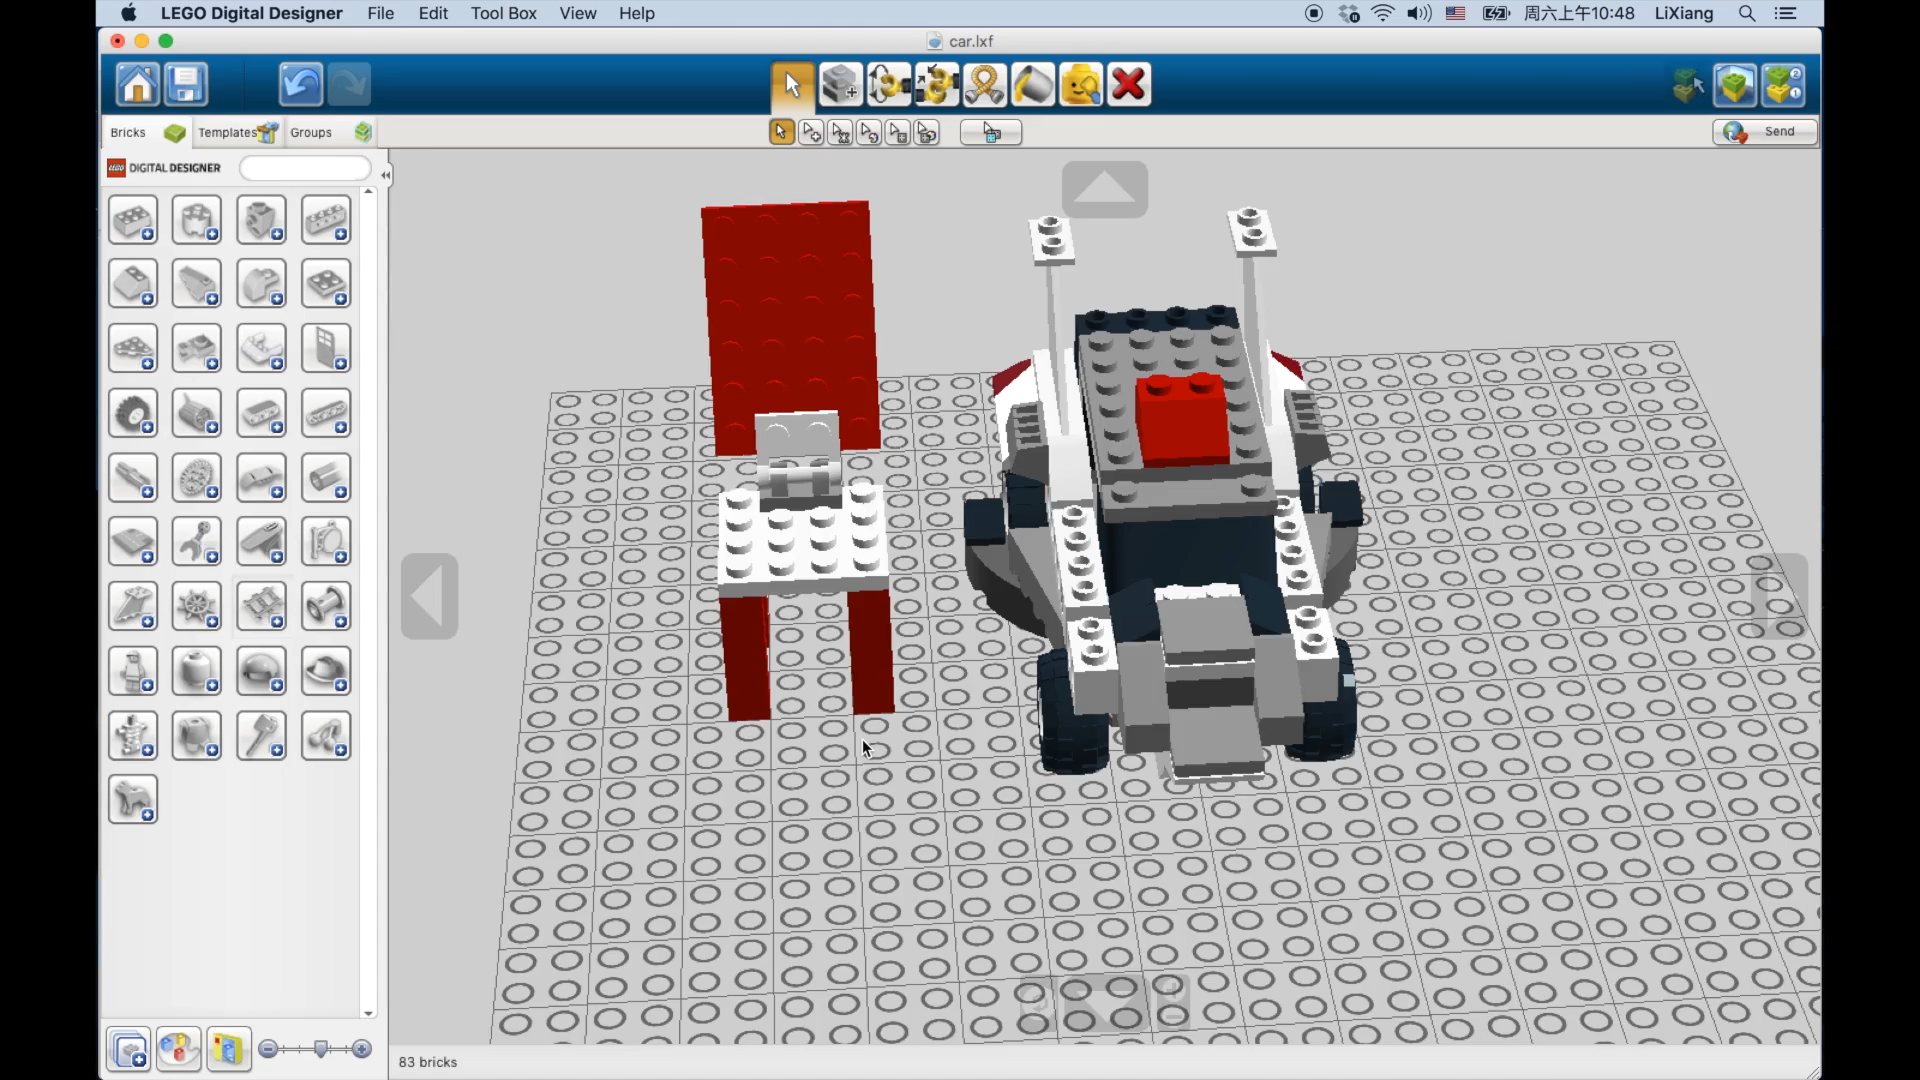 LEGO Digital Designer File Edit Tool Box View Help 周六上午10:48 LiXiang
car.lxf
Bricks Templates Groups Send
LEGO DIGITAL DESIGNER
83 bricks